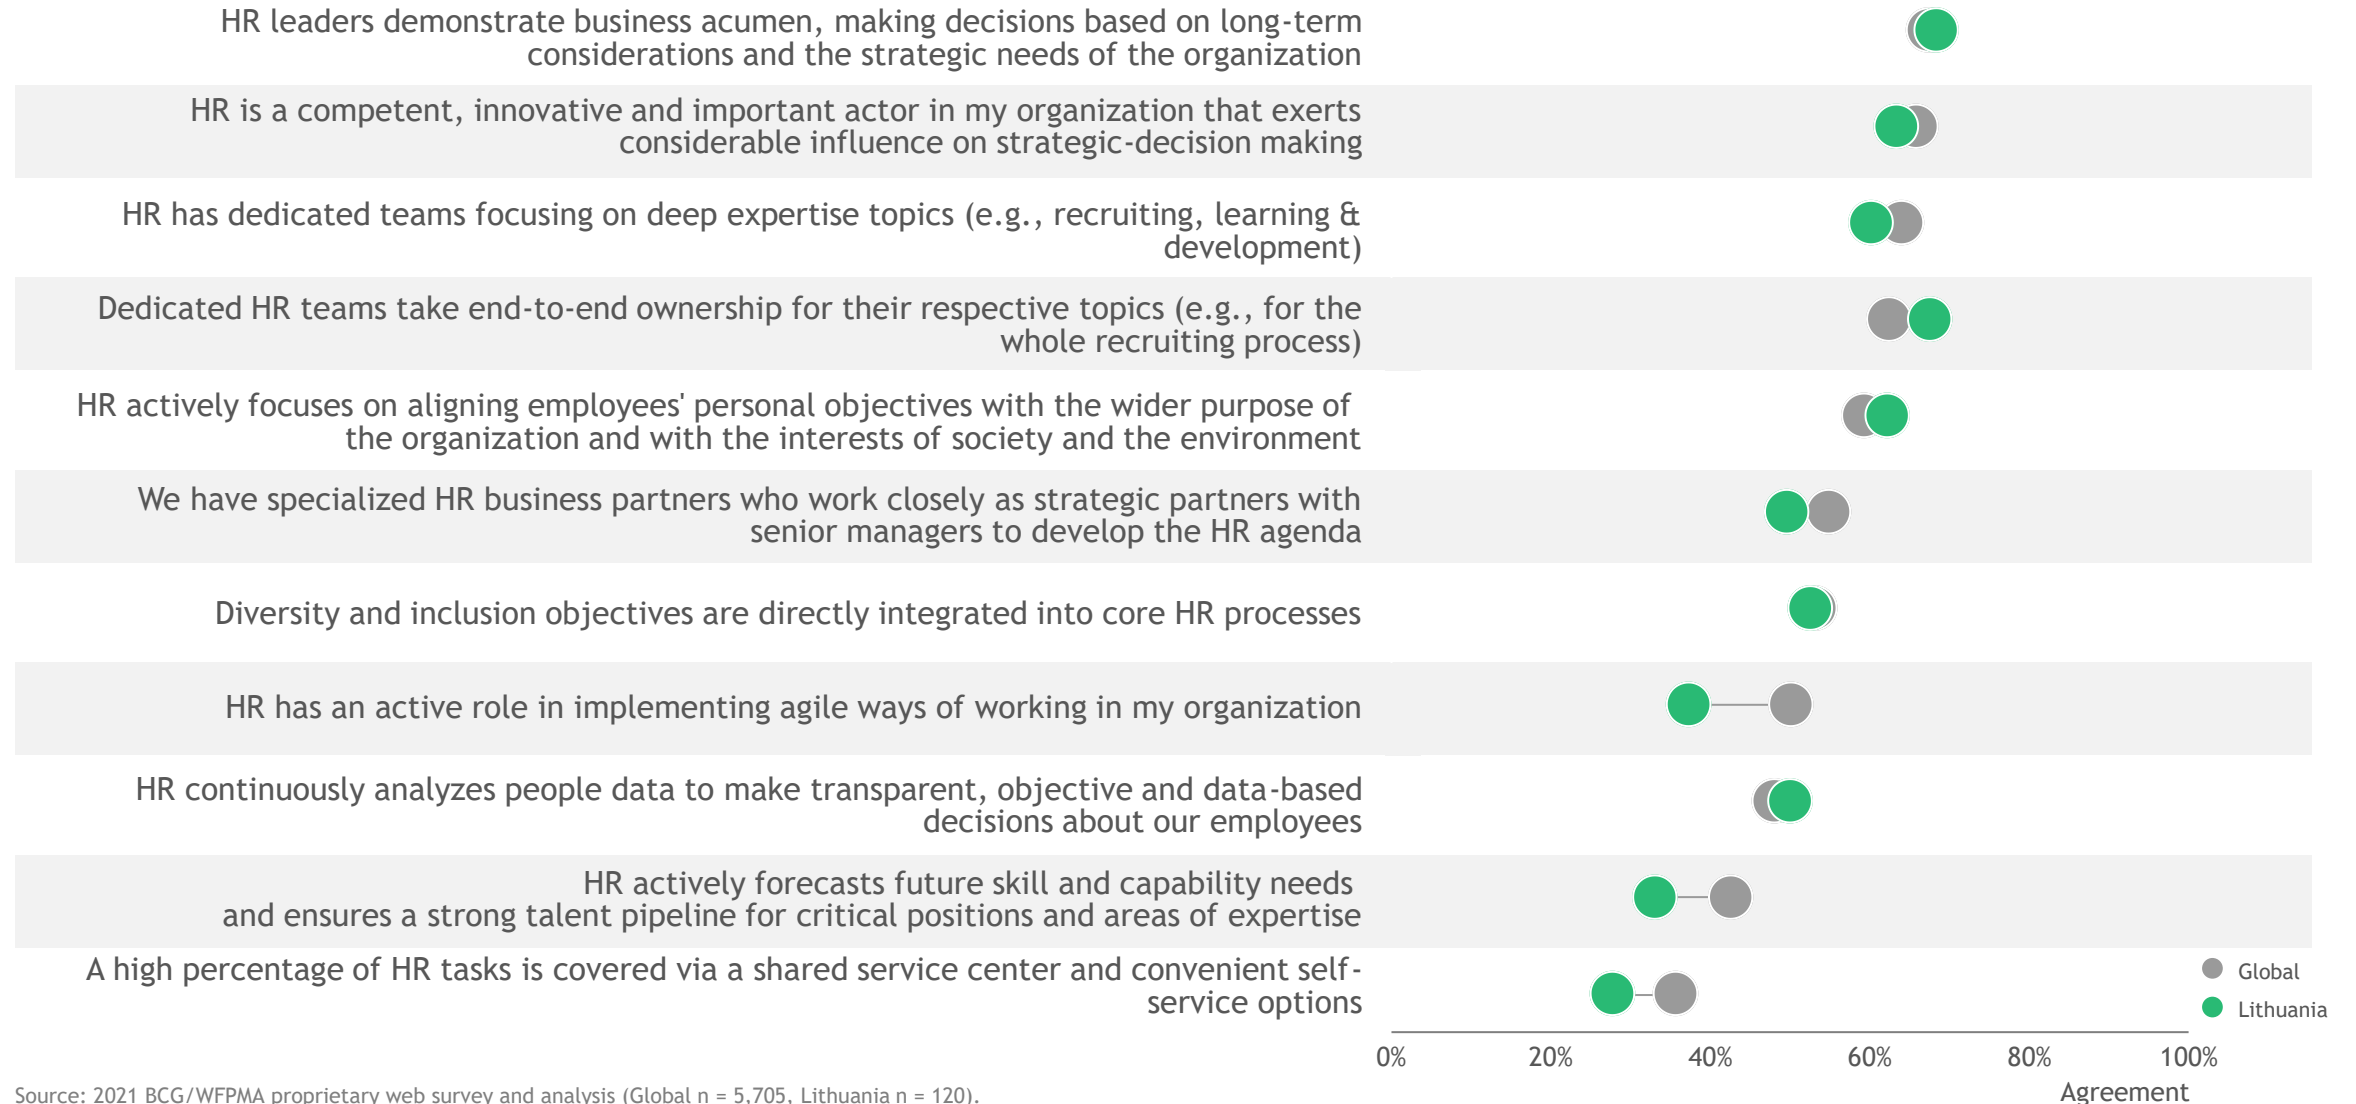 HR leaders demonstrate business acumen, making decisions based on long-term
considerations and the strategic needs of the organization
HR is a competent, innovative and important actor in my organization that exerts
considerable influence on strategic-decision making
HR has dedicated teams focusing on deep expertise topics (e.g., recruiting, learning &
development)
Dedicated HR teams take end-to-end ownership for their respective topics (e.g., for the
whole recruiting process)
HR actively focuses on aligning employees' personal objectives with the wider purpose of
the organization and with the interests of society and the environment
We have specialized HR business partners who work closely as strategic partners with
senior managers to develop the HR agenda
Diversity and inclusion objectives are directly integrated into core HR processes
HR has an active role in implementing agile ways of working in my organization
HR continuously analyzes people data to make transparent, objective and data-based
decisions about our employees
HR actively forecasts future skill and capability needs
and ensures a strong talent pipeline for critical positions and areas of expertise
A high percentage of HR tasks is covered via a shared service center and convenient self-
service options
Global
Lithuania
0% 20% 40% 60% 80% 100%
Agreement
Source: 2021 BCG/WFPMA proprietary web survey and analysis (Global n = 5,705, Lithuania n = 120).